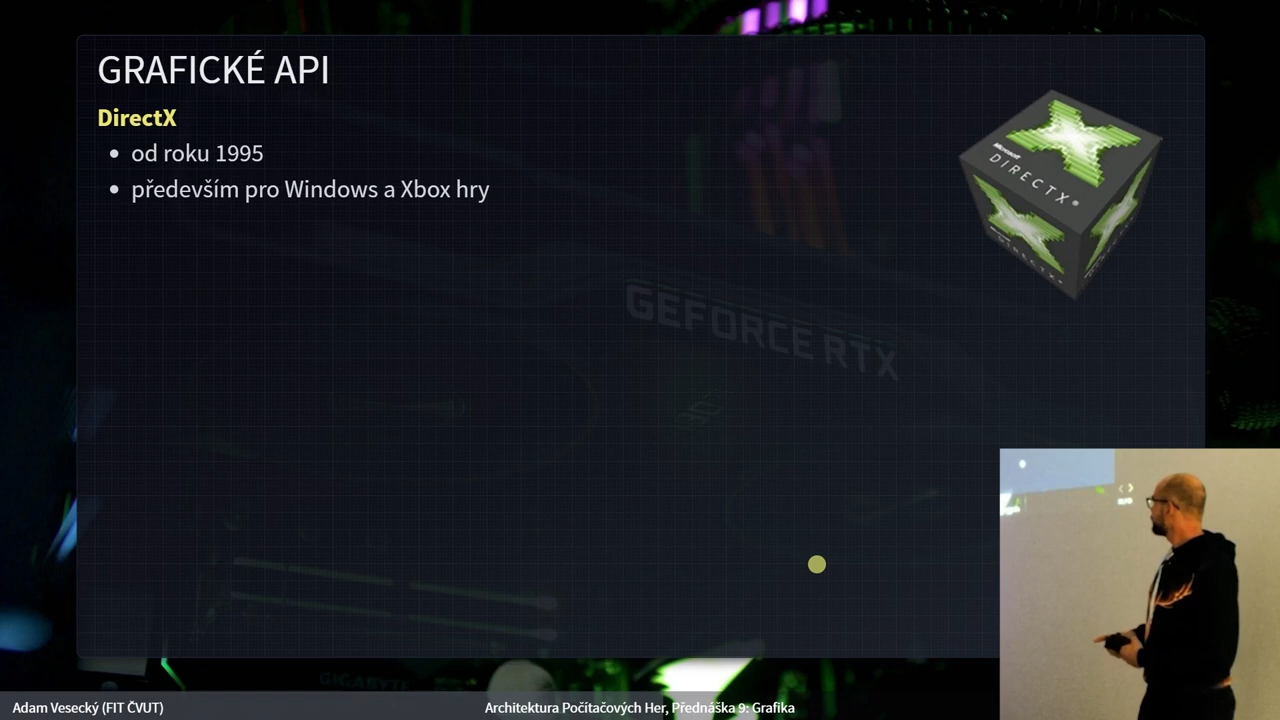 GRAFICKÉ API
DirectX
od roku 1995
především pro Windows a Xbox hry
Microsoft
DIRECTX®
GEFORCE RTX
GIGABYTE
Adam Vesecký (FIT ČVUT)
Architektura Počítačových Her, Přednáška 9: Grafika